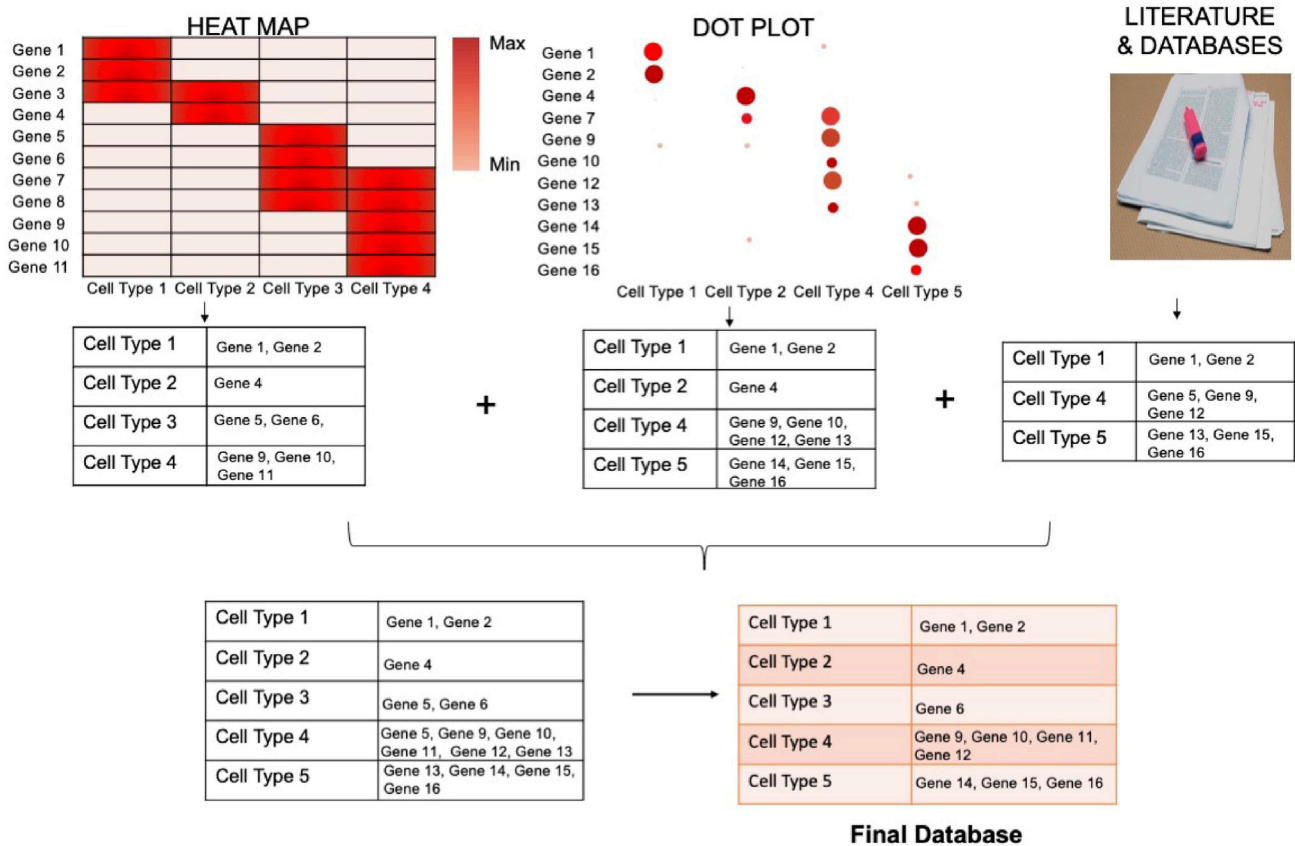 HEAT MAP
Gene 1
Gene 2
Gene 3
Gene 4
Gene 5
Gene 6
Gene 7
Gene 8
Gene 9
Gene 10
Gene 11
Cell Type 1 Cell Type 2 Cell Type 3 Cell Type 4
Max
Min
DOT PLOT
Gene 1
Gene 2
Gene 4
Gene 7
Gene 9
Gene 10
Gene 12
Gene 13
Gene 14
Gene 15
Gene 16
Cell Type 1 Cell Type 2 Cell Type 4 Cell Type 5
LITERATURE
& DATABASES
Cell Type 1 Gene 1, Gene 2
Cell Type 2 Gene 4
Cell Type 3 Gene 5, Gene 6,
Cell Type 4 Gene 9, Gene 10,
Gene 11
+
Cell Type 1 Gene 1, Gene 2
Cell Type 2 Gene 4
Cell Type 4 Gene 9, Gene 10,
Gene 12, Gene 13
Cell Type 5 Gene 14, Gene 15,
Gene 16
+
Cell Type 1 Gene 1, Gene 2
Cell Type 4 Gene 5, Gene 9,
Gene 12
Cell Type 5 Gene 13, Gene 15,
Gene 16
Cell Type 1 Gene 1, Gene 2
Cell Type 2 Gene 4
Cell Type 3 Gene 5, Gene 6
Cell Type 4 Gene 5, Gene 9, Gene 10,
Gene 11, Gene 12, Gene 13
Cell Type 5 Gene 13, Gene 14, Gene 15,
Gene 16
Cell Type 1 Gene 1, Gene 2
Cell Type 2 Gene 4
Cell Type 3 Gene 6
Cell Type 4 Gene 9, Gene 10, Gene 11,
Gene 12
Cell Type 5 Gene 14, Gene 15, Gene 16
Final Database